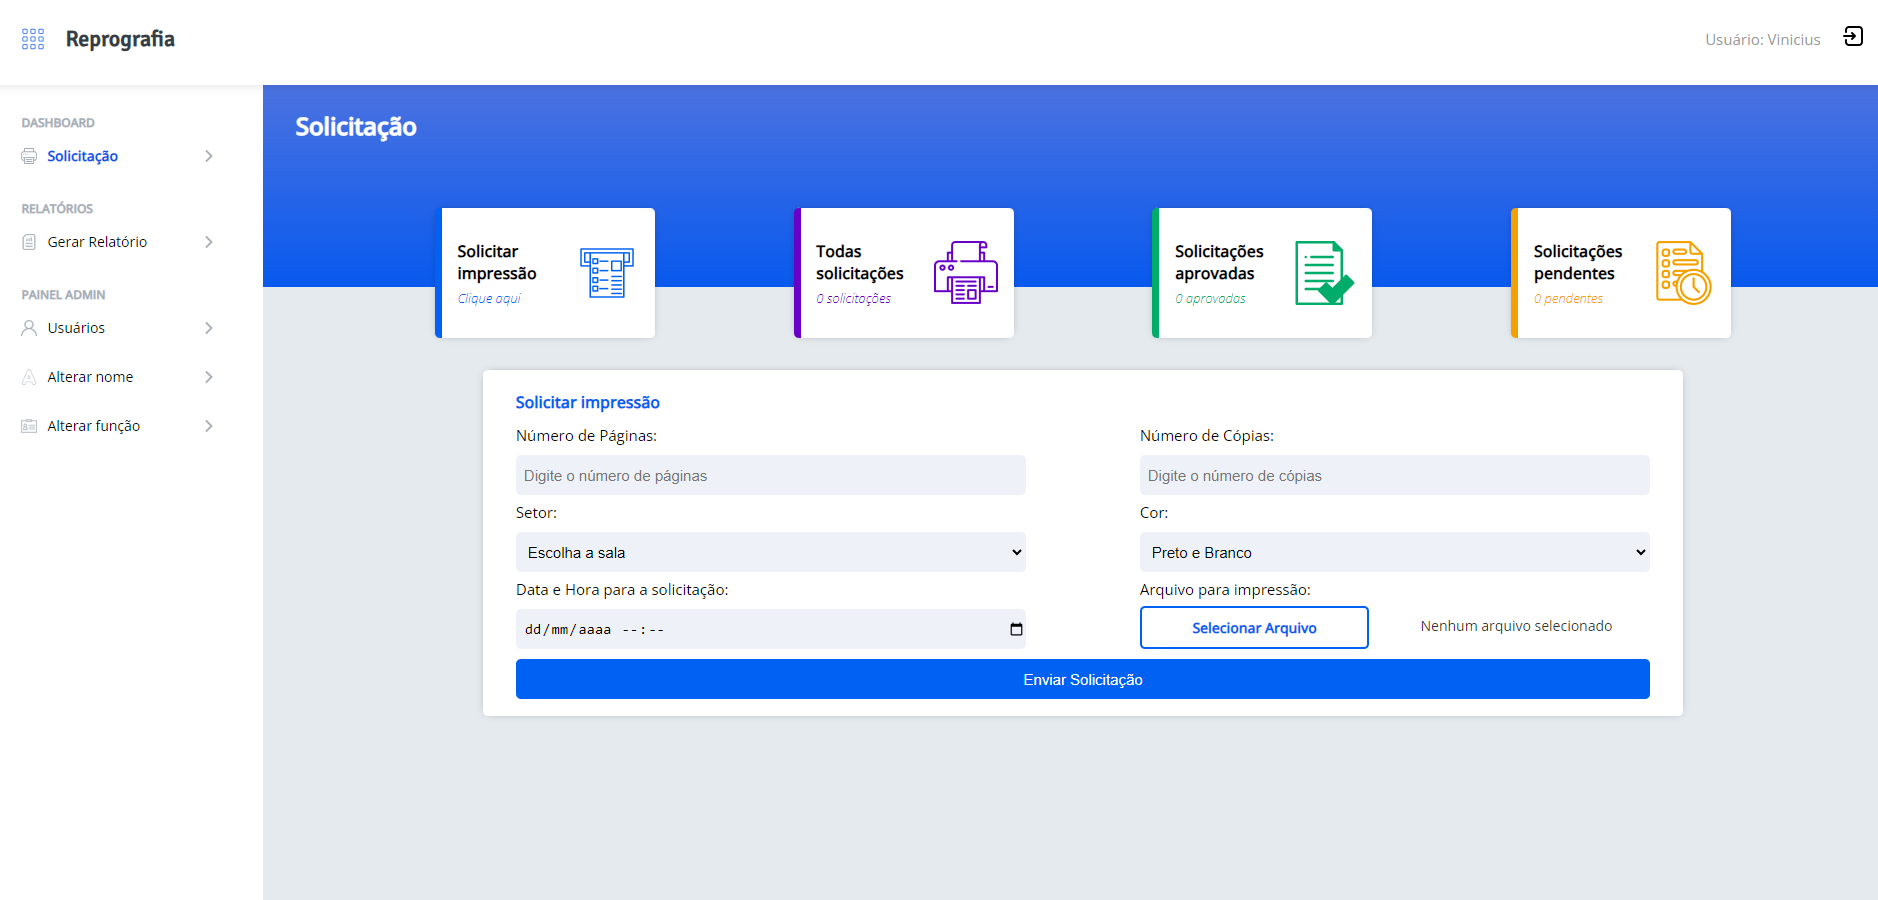 Reprografia
Usuário: Vinicius
DASHBOARD
Solicitação
RELATÓRIOS
Gerar Relatório
PAINEL ADMIN
Usuários
Alterar nome
Alterar função
Solicitação
Solicitar
impressão
Clique aqui
Todas
solicitações
0 solicitações
Solicitações
aprovadas
0 aprovadas
Solicitações
pendentes
0 pendentes
Solicitar impressão
Número de Páginas:
Digite o número de páginas
Número de Cópias:
Digite o número de cópias
Setor:
Escolha a sala
Cor:
Preto e Branco
Data e Hora para a solicitação:
dd/mm/aaaa --:--
Arquivo para impressão:
Selecionar Arquivo
Nenhum arquivo selecionado
Enviar Solicitação